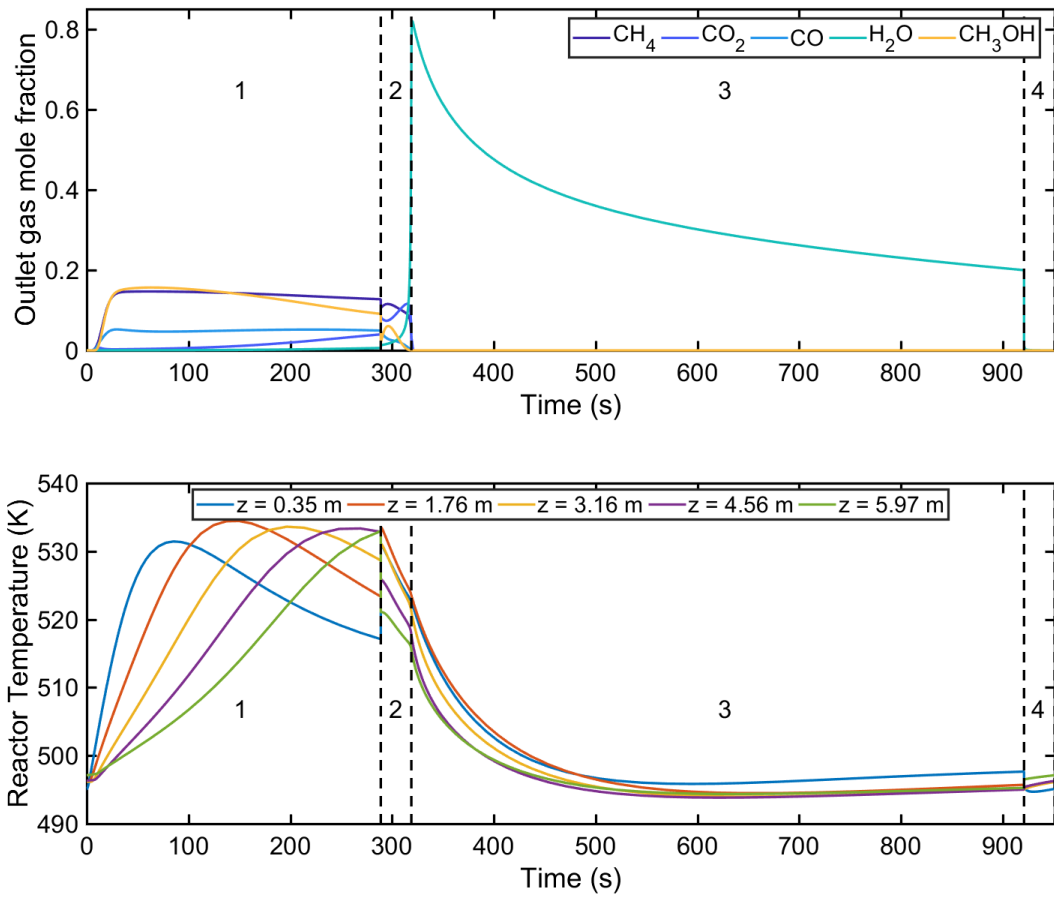 0.8
0.6
0.4
0.2
0
Outlet gas mole fraction
CH4 CO2 CO H2O CH3OH
1 2 3 4
0 100 200 300 400 500 600 700 800 900
Time (s)
540
530
520
510
500
490
Reactor Temperature (K)
z = 0.35 m z = 1.76 m z = 3.16 m z = 4.56 m z = 5.97 m
1 2 3 4
0 100 200 300 400 500 600 700 800 900
Time (s)